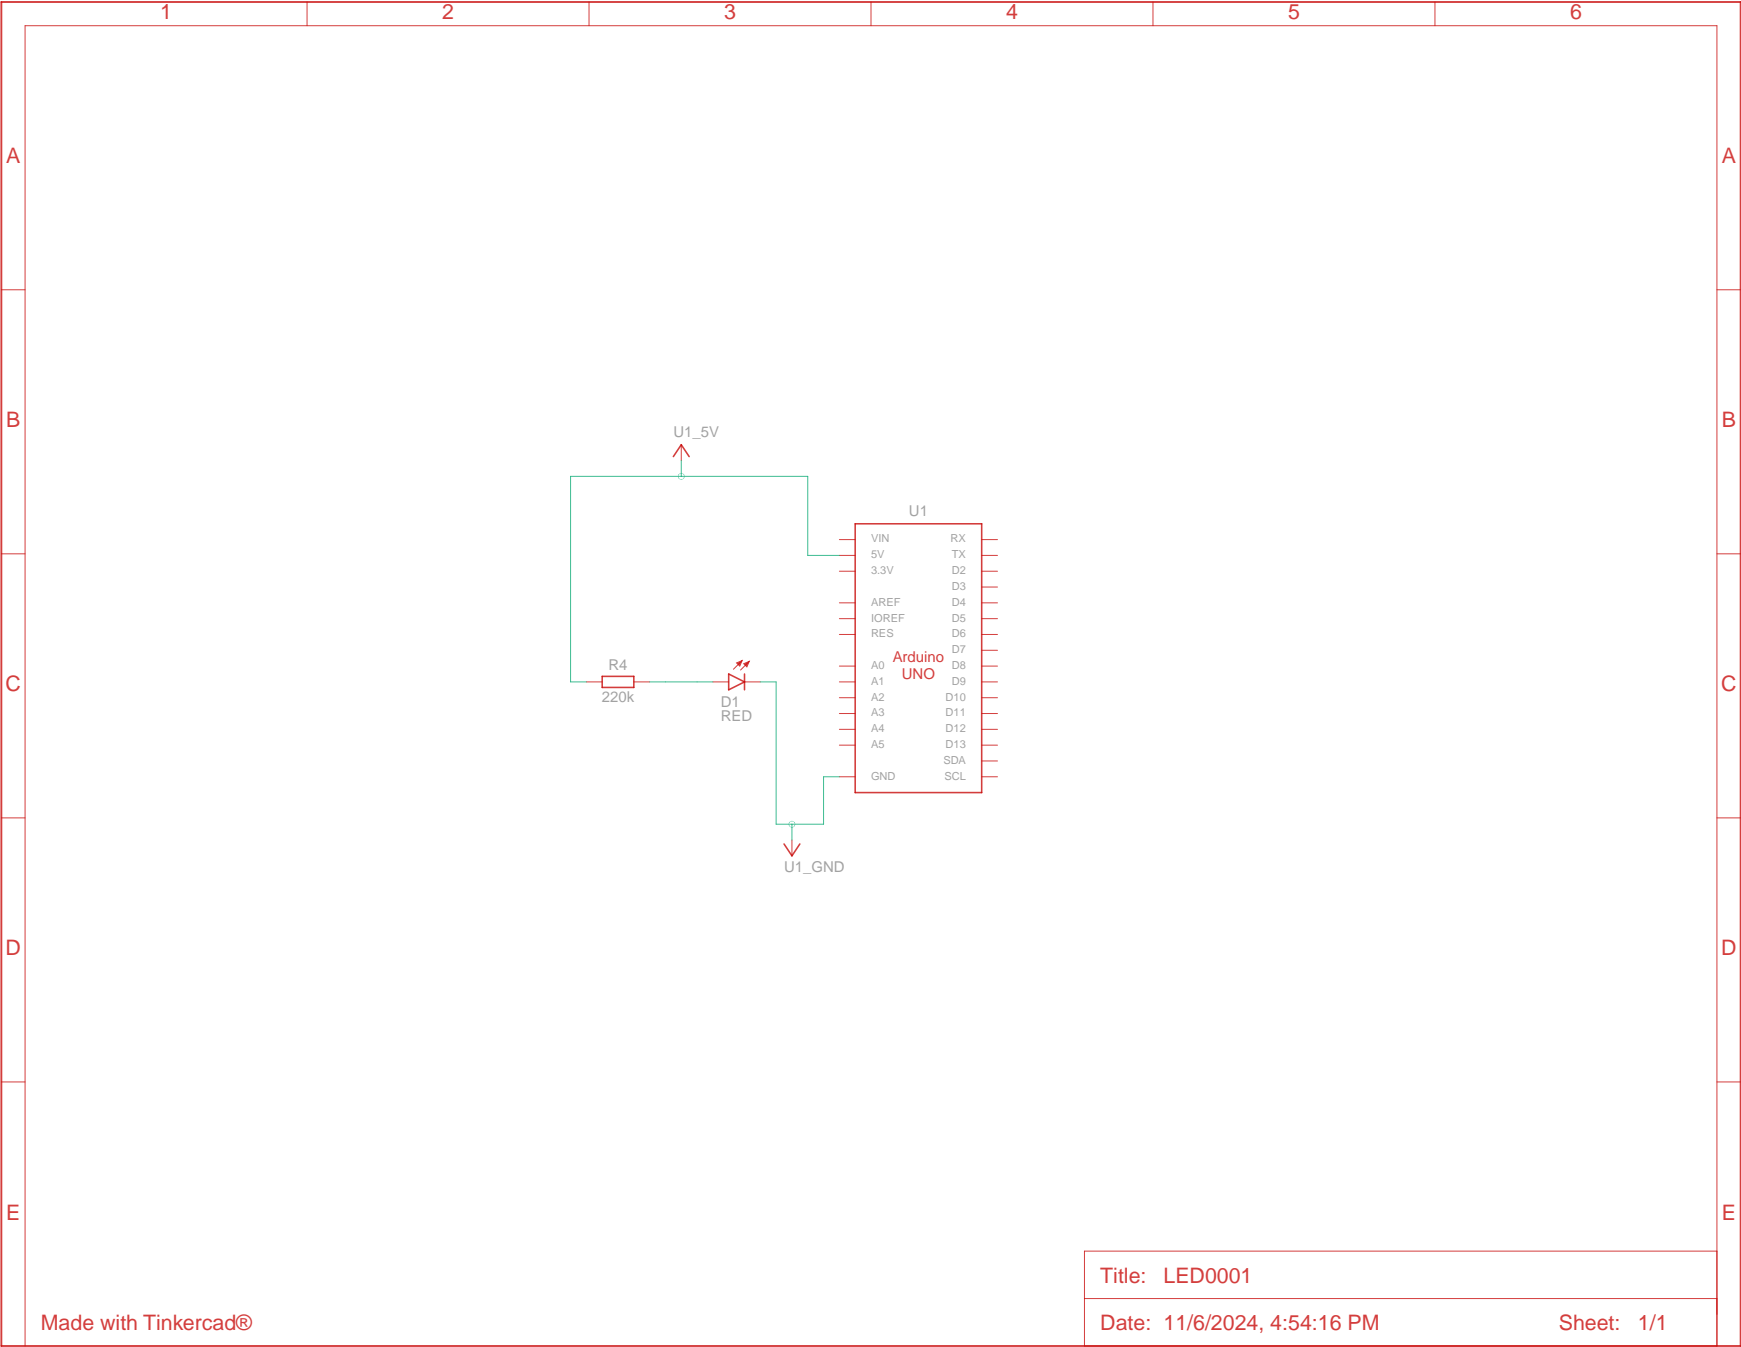 1 2 3 4 5 6
A A
B B
U1_5V
U1
VIN RX
5V TX
3.3V D2
D3
AREF D4
IOREF D5
RES D6
D7
Arduino
UNO
A0 D8
A1 D9
A2 D10
A3 D11
A4 D12
A5 D13
SDA
GND SCL
C C
R4
220k
D1
RED
U1_GND
D D
E E
Title: LED0001
Made with Tinkercad®
Date: 11/6/2024, 4:54:16 PM Sheet: 1/1